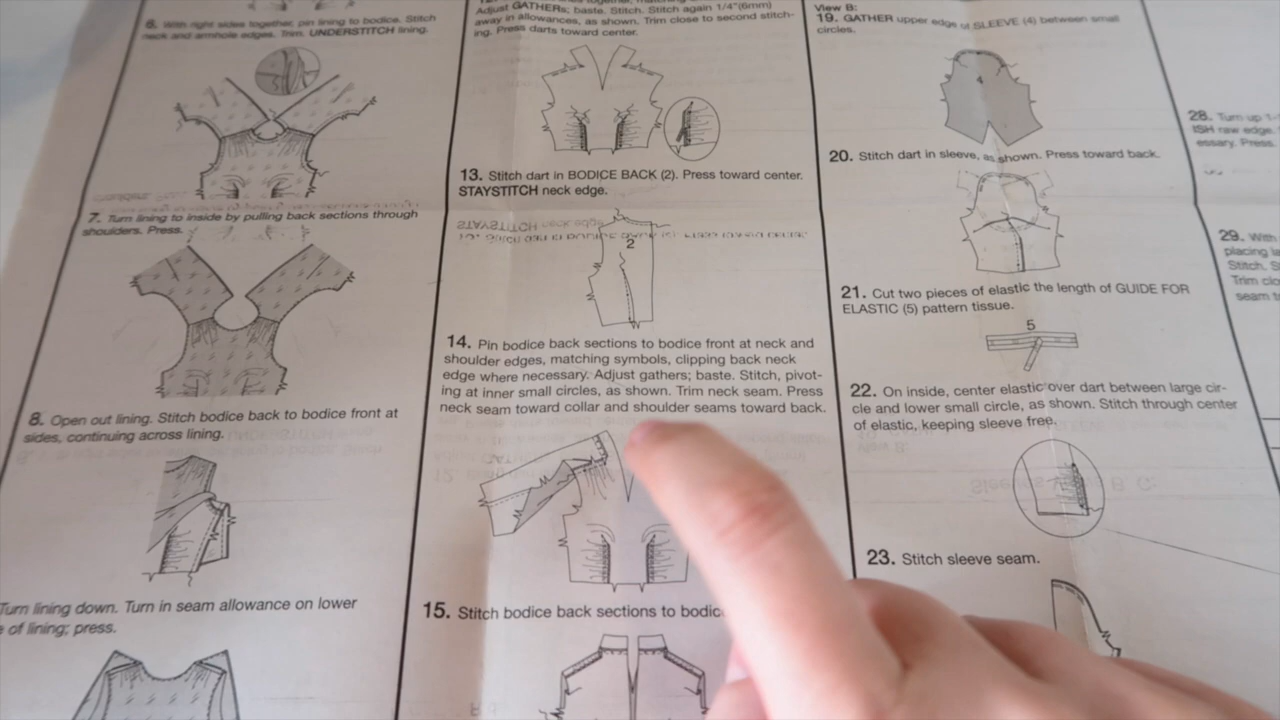 6. With right sides together, pin lining to bodice. Stitch
neck and armhole edges. Trim. UNDERSTITCH lining.
7. Turn lining to inside by pulling back sections through
shoulders. Press.
8. Open out lining. Stitch bodice back to bodice front at
sides, continuing across lining.
Turn lining down. Turn in seam allowance on lower
of lining; press.
Adjust GATHERs; baste. Stitch. Stitch again 1/4"(6mm)
away in allowances, as shown. Trim close to second stitch-
ing. Press darts toward center.
13. Stitch dart in BODICE BACK (2). Press toward center.
STAYSTITCH neck edge.
2
14. Pin bodice back sections to bodice front at neck and
shoulder edges, matching symbols, clipping back neck
edge where necessary. Adjust gathers; baste. Stitch, pivot-
ing at inner small circles, as shown. Trim neck seam. Press
neck seam toward collar and shoulder seams toward back.
15. Stitch bodice back sections to
View B:
19. GATHER upper edge of SLEEVE (4) between small
circles.
4
20. Stitch dart in sleeve, as shown. Press toward back.
21. Cut two pieces of elastic the length of GUIDE FOR
ELASTIC (5) pattern tissue.
5
22. On inside, center elastic over dart between large cir-
cle and lower small circle, as shown. Stitch through center
of elastic, keeping sleeve free.
23. Stitch sleeve seam.
28. Turn up
raw edge.
essary. Press.
29. With
placing
Stitch.
Trim
seam